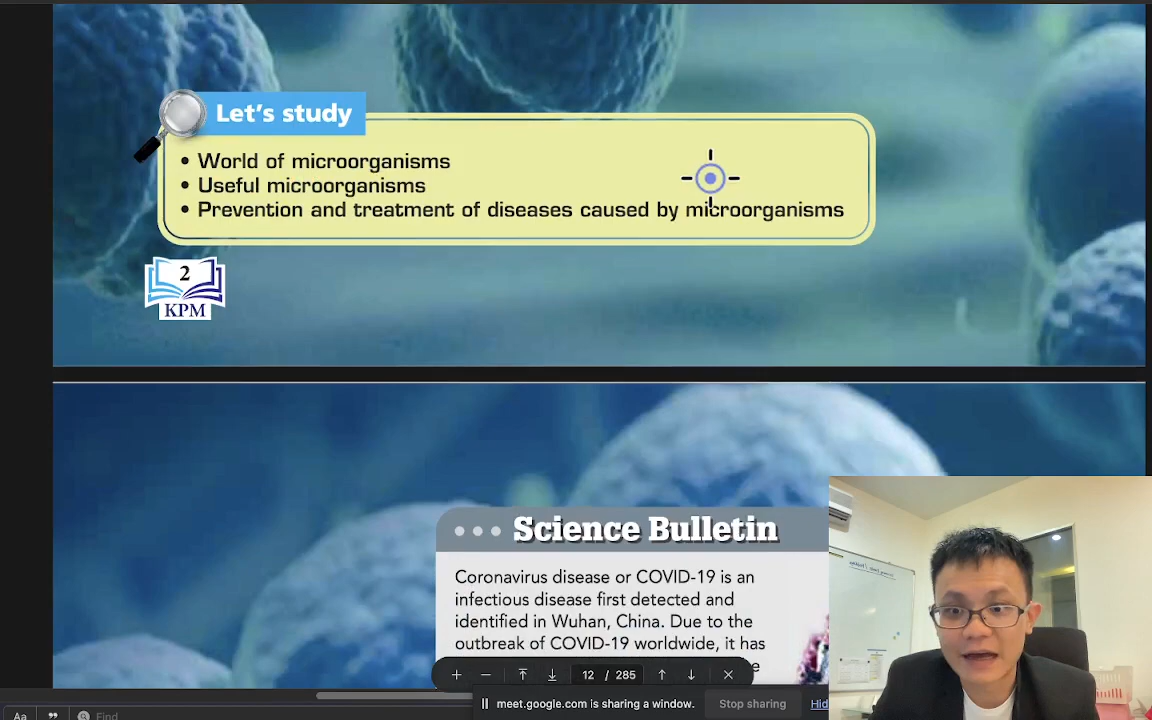 Let's study
• World of microorganisms
• Useful microorganisms
• Prevention and treatment of diseases caused by microorganisms
2
KPM
Science Bulletin
Coronavirus disease or COVID-19 is an
infectious disease first detected and
identified in Wuhan, China. Due to the
outbreak of COVID-19 worldwide, it has
12 / 285
meet.google.com is sharing a window.
Stop sharing
Hid
Aa
Find